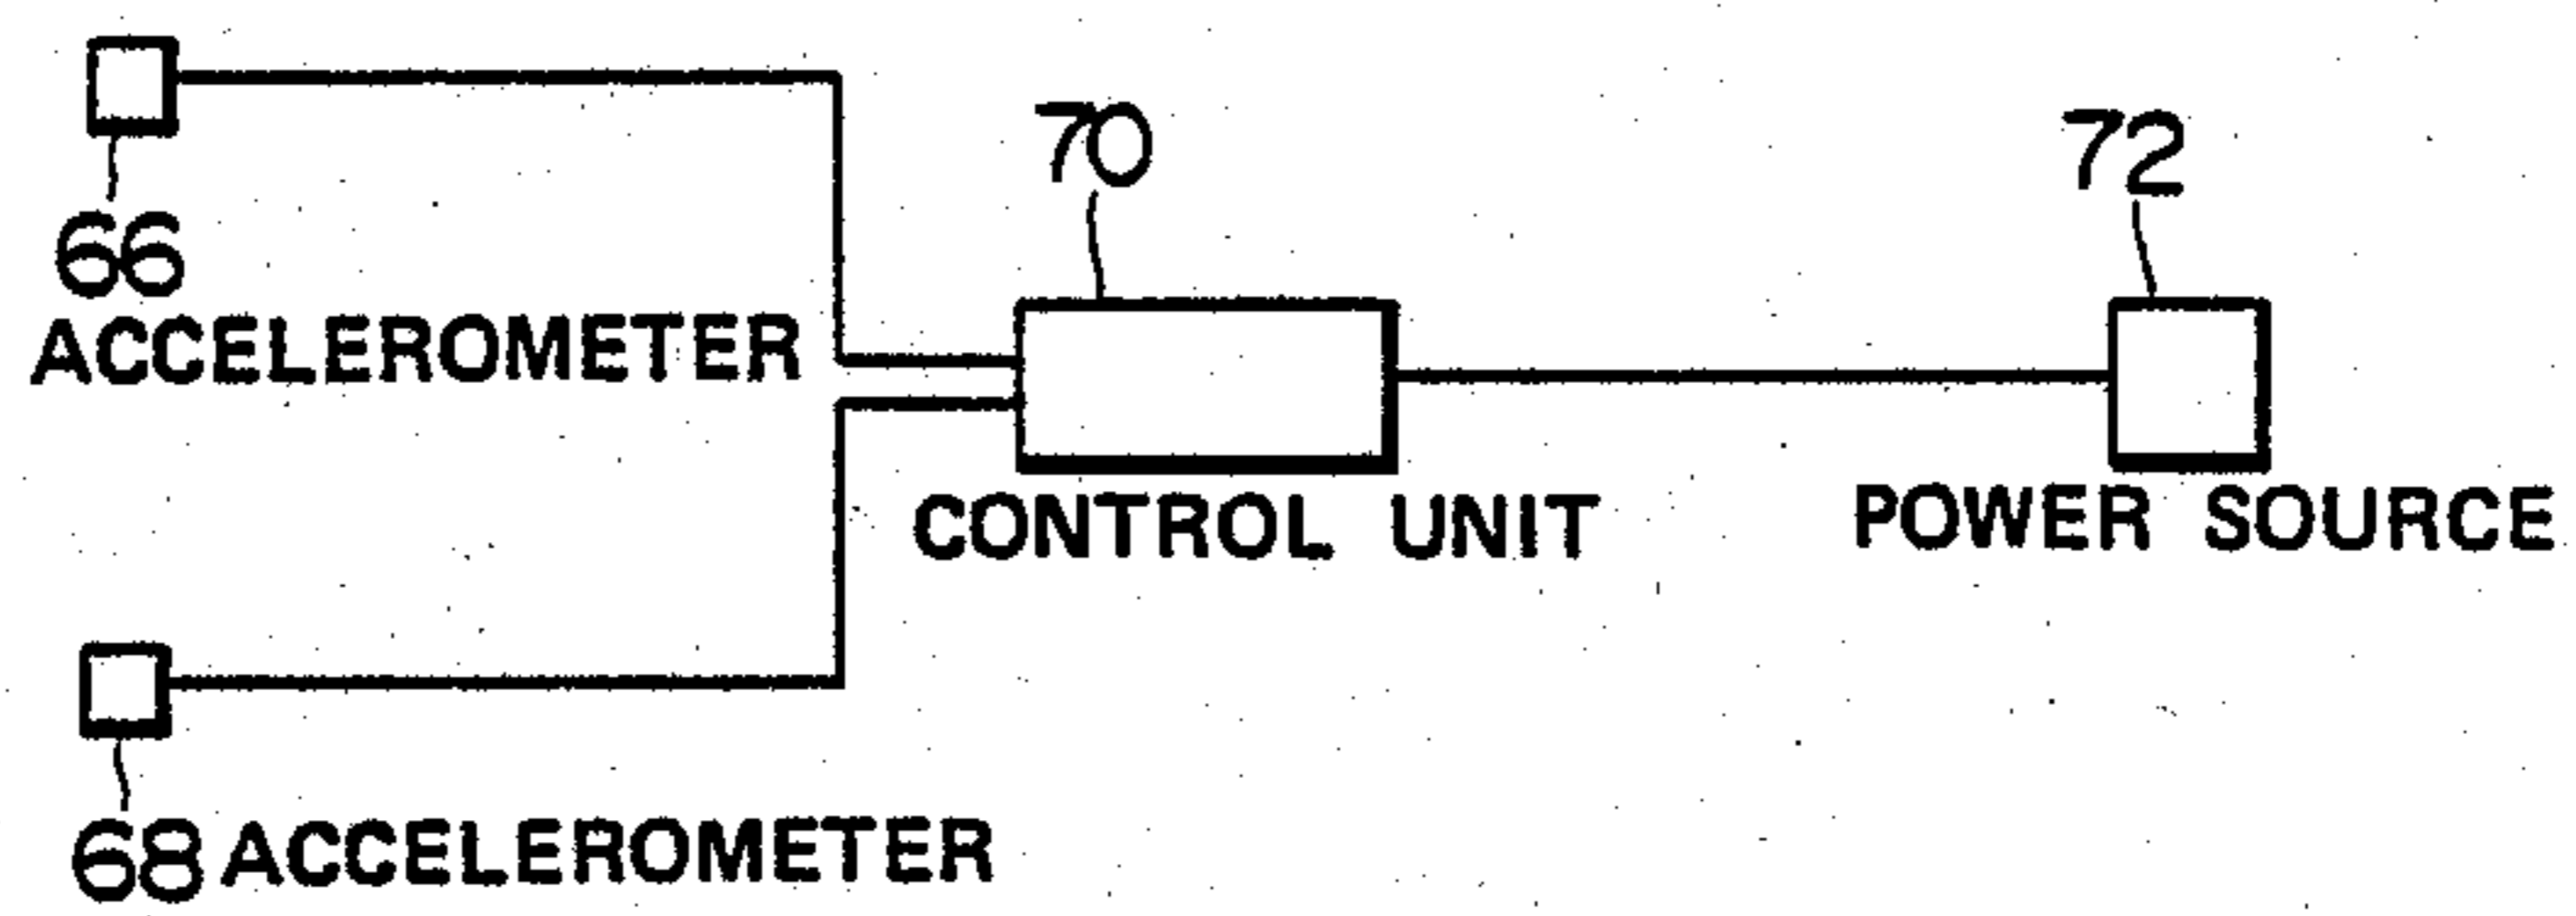 70
72
66
ACCELEROMETER
CONTROL UNIT
POWER SOURCE
68 ACCELEROMETER